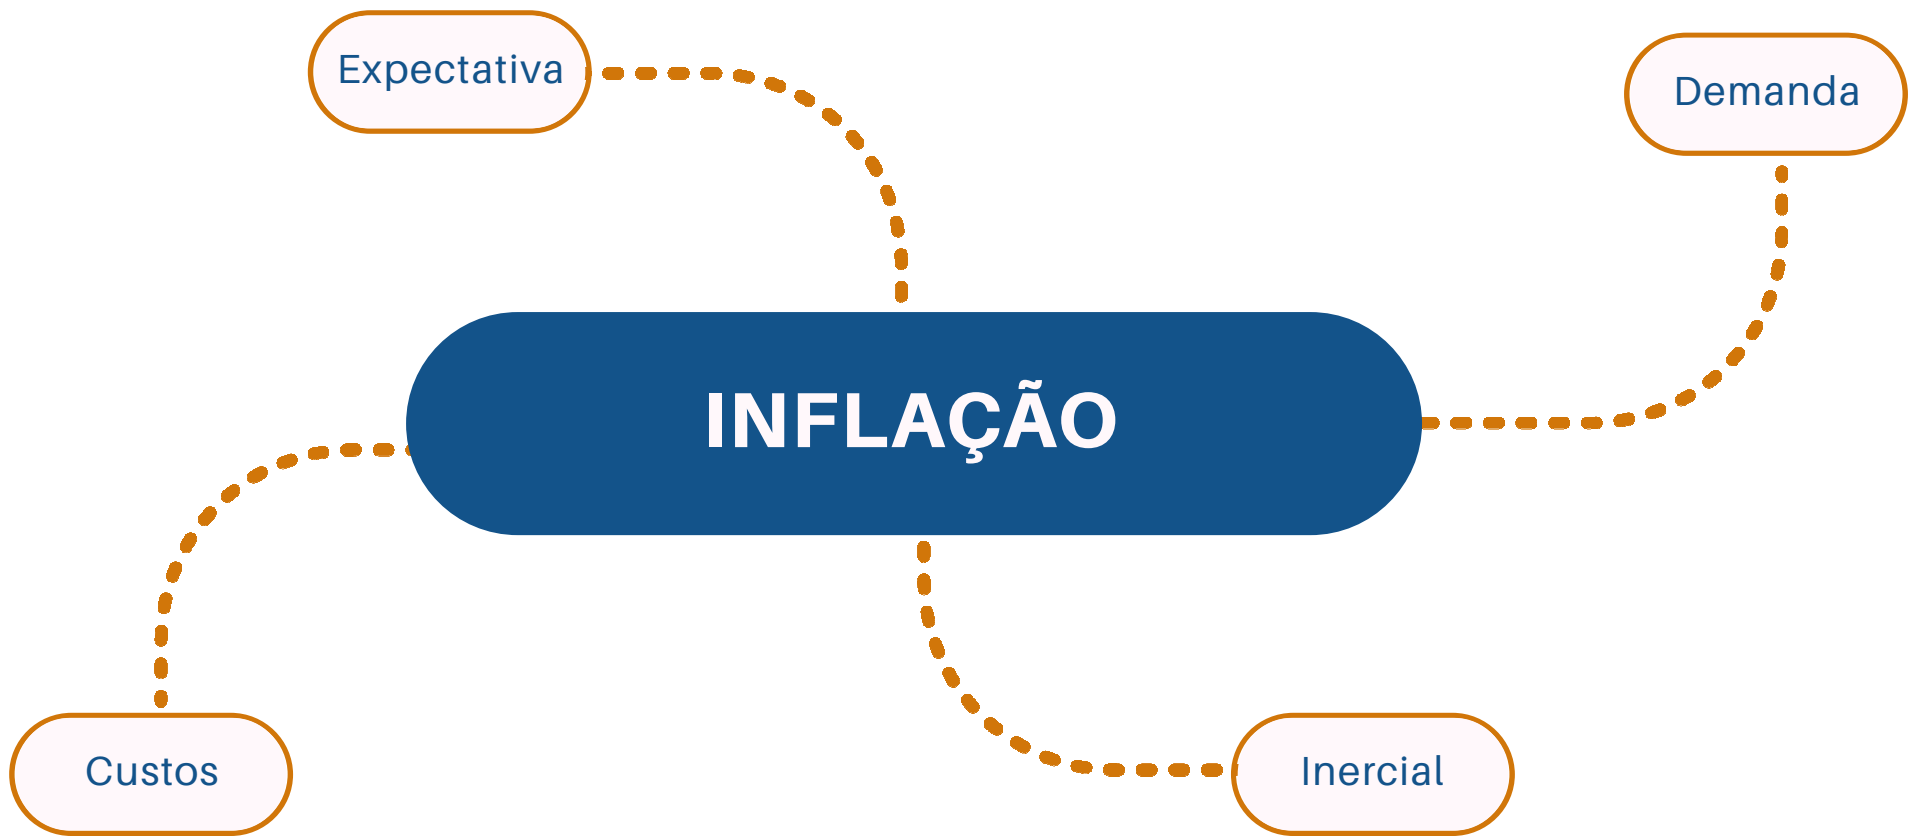 Expectativa
Demanda
INFLAÇÃO
Custos
Inercial